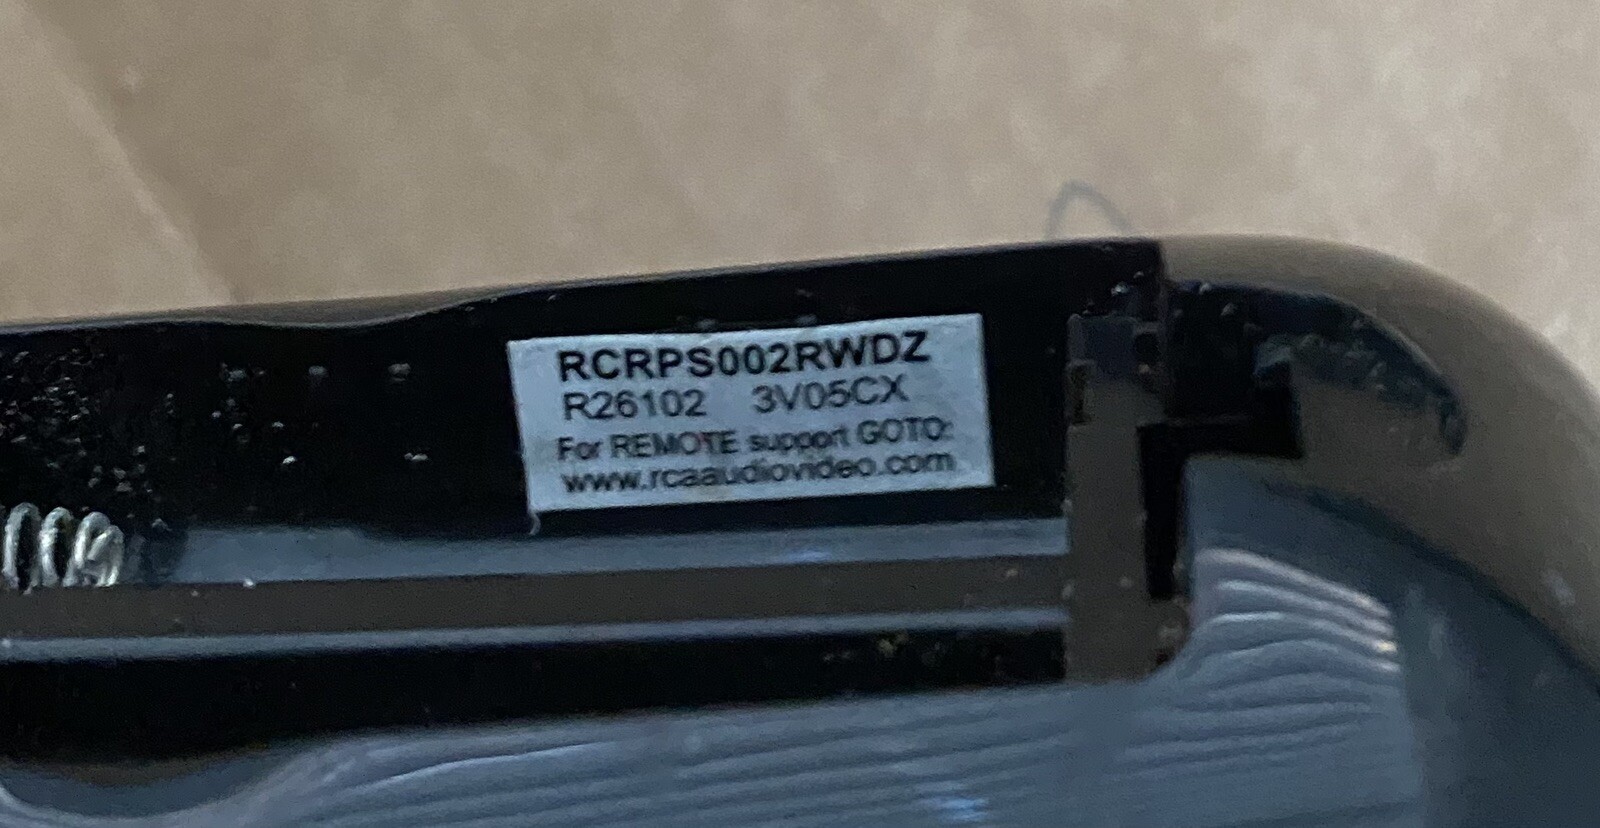 RCRPS002RWDZ
R26102 3V05CX
For REMOTE support GOTO:
www.rcaaudiovideo.com